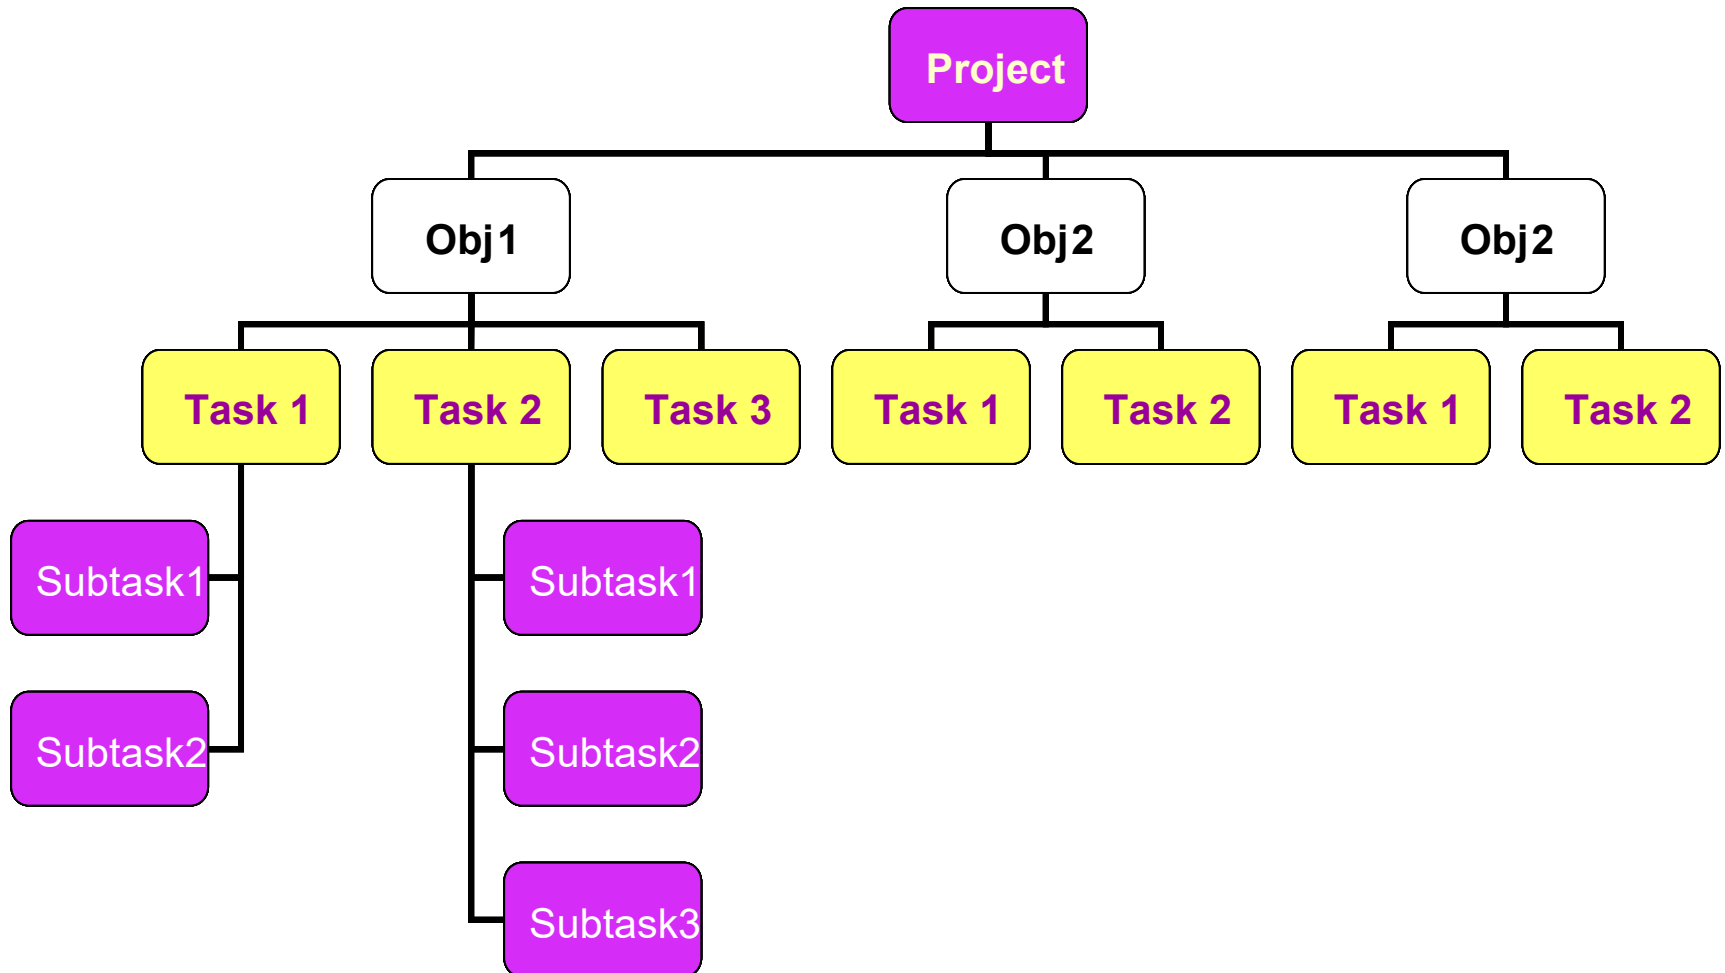 Project
Obj1
Obj2
Obj2
Task 1
Task 2
Task 3
Task 1
Task 2
Task 1
Task 2
Subtask1
Subtask1
Subtask2
Subtask2
Subtask3